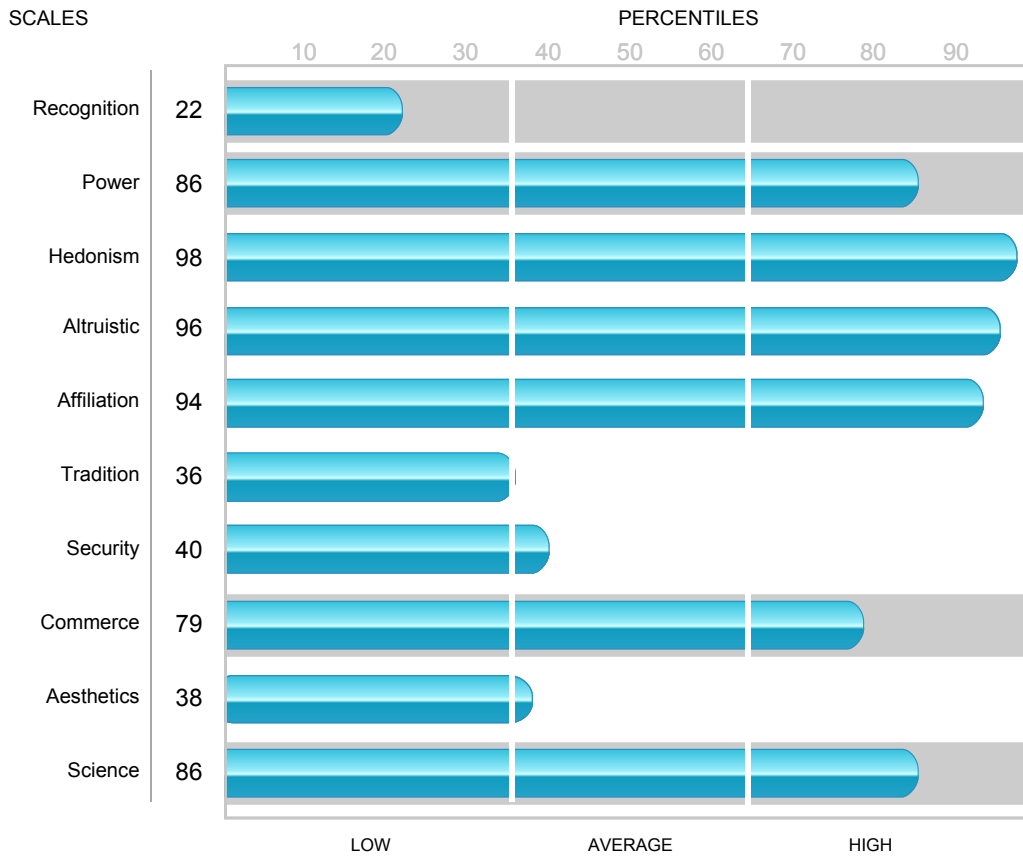 SCALES PERCENTILES
10 20 30 40 50 60 70 80 90
Recognition 22
Power 86
Hedonism 98
Altruistic 96
Affiliation 94
Tradition 36
Security 40
Commerce 79
Aesthetics 38
Science 86
LOW AVERAGE HIGH